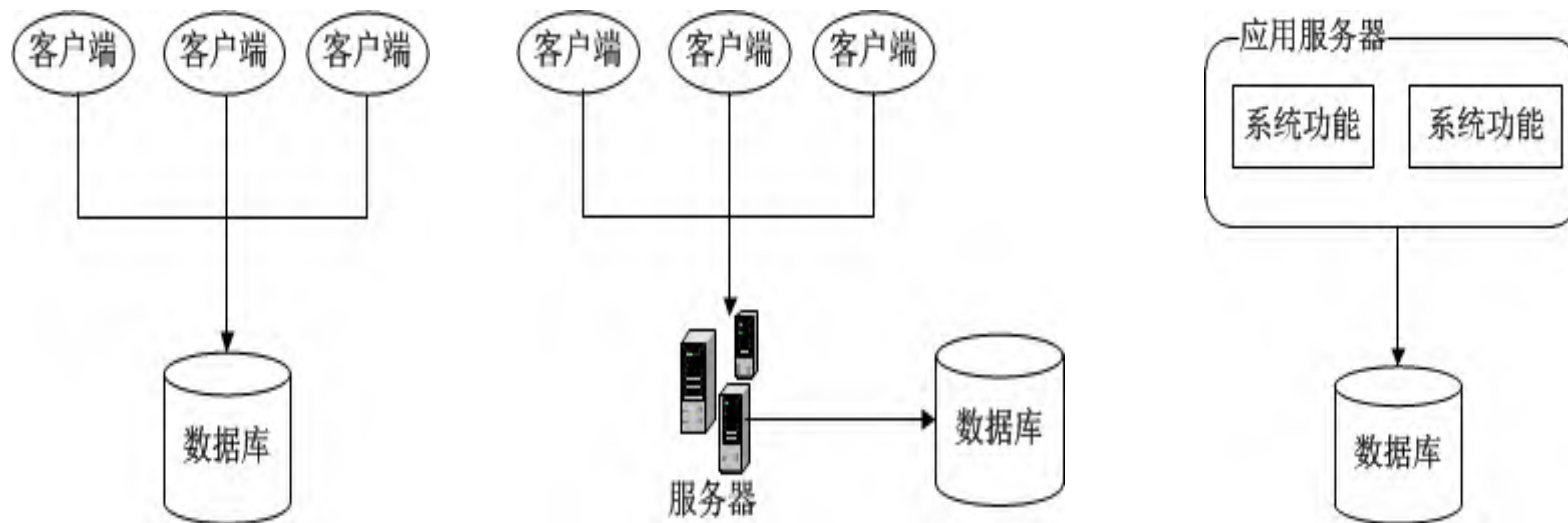 客户端
客户端
客户端
数据库
客户端
客户端
客户端
服务器
数据库
应用服务器
系统功能
系统功能
数据库